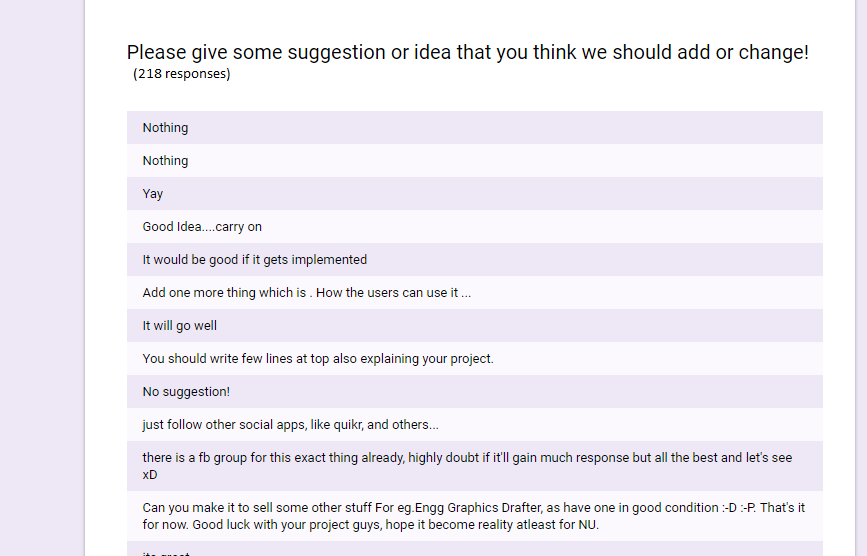 Please give some suggestion or idea that you think we should add or change!
(218 responses)
Nothing
Nothing
Yay
Good Idea....carry on
It would be good if it gets implemented
Add one more thing which is . How the users can use it ...
It will go well
You should write few lines at top also explaining your project.
No suggestion!
just follow other social apps, like quikr, and others...
there is a fb group for this exact thing already, highly doubt if it'll gain much response but all the best and let's see
xD
Can you make it to sell some other stuff For eg.Engg Graphics Drafter, as have one in good condition :-D :-P. That's it
for now. Good luck with your project guys, hope it become reality atleast for NU.